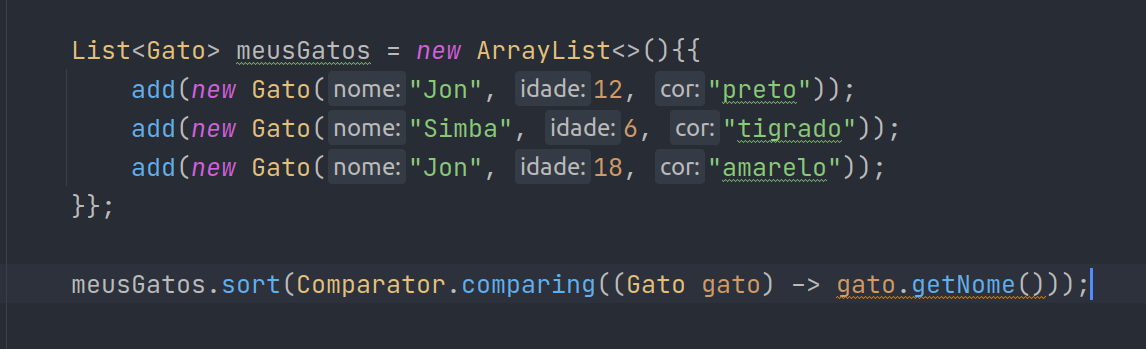 List<Gato> meusGatos = new ArrayList<>(){{
add(new Gato( nome: "Jon", idade: 12, cor: "preto"));
add(new Gato( nome: "Simba", idade: 6, cor: "tigrado"));
add(new Gato( nome: "Jon", idade: 18, cor: "amarelo"));
}};
meusGatos.sort(Comparator.comparing((Gato gato) -> gato.getNome()));